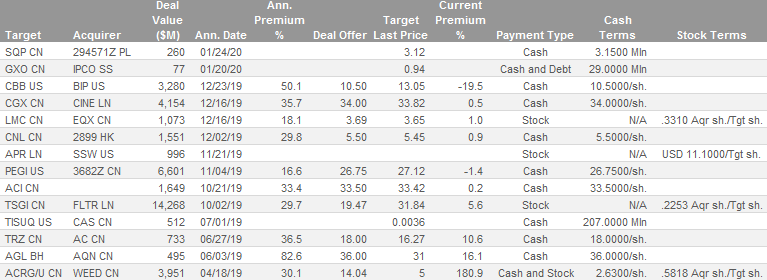 Target Acquirer Deal Value ($M) Ann. Date Ann. Premium % Deal Offer Target Last Price Current Premium % Payment Type Cash Terms Stock Terms
SQP CN 294571Z PL 260 01/24/20 3.12 Cash 3.1500 Mln
GXO CN IPCO SS 77 01/20/20 0.94 Cash and Debt 29.0000 Mln
CBB US BIP US 3,280 12/23/19 50.1 10.50 13.05 -19.5 Cash 10.5000/sh.
CGX CN CINE LN 4,154 12/16/19 35.7 34.00 33.82 0.5 Cash 34.0000/sh.
LMC CN EQX CN 1,073 12/16/19 18.1 3.69 3.65 1.0 Stock N/A .3310 Aqr sh./Tgt sh.
CNL CN 2899 HK 1,551 12/02/19 29.8 5.50 5.45 0.9 Cash 5.5000/sh.
APR LN SSW US 996 11/21/19 Stock N/A USD 11.1000/Tgt sh.
PEGI US 3682Z CN 6,601 11/04/19 16.6 26.75 27.12 -1.4 Cash 26.7500/sh.
ACI CN 1,649 10/21/19 33.4 33.50 33.42 0.2 Cash 33.5000/sh.
TSGI CN FLTR LN 14,268 10/02/19 29.7 19.47 31.84 5.6 Stock N/A .2253 Aqr sh./Tgt sh.
TISUQ US CAS CN 512 07/01/19 0.0036 Cash 207.0000 Mln
TRZ CN AC CN 733 06/27/19 36.5 18.00 16.27 10.6 Cash 18.0000/sh.
AGL BH AQN CN 495 06/03/19 82.6 36.00 31 16.1 Cash 36.0000/sh.
ACRG/U CN WEED CN 3,951 04/18/19 30.1 14.04 5 180.9 Cash and Stock 2.6300/sh. .5818 Aqr sh./Tgt sh.